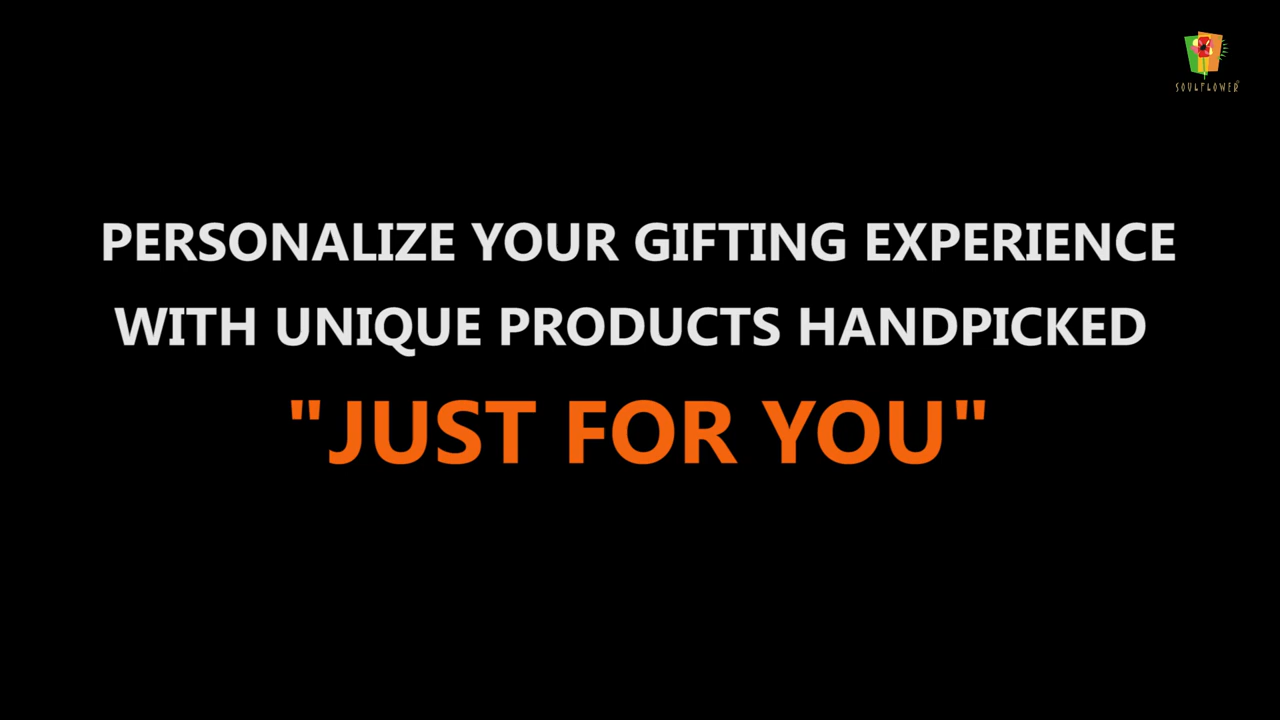 SOULFLOWER
PERSONALIZE YOUR GIFTING EXPERIENCE
WITH UNIQUE PRODUCTS HANDPICKED
"JUST FOR YOU"